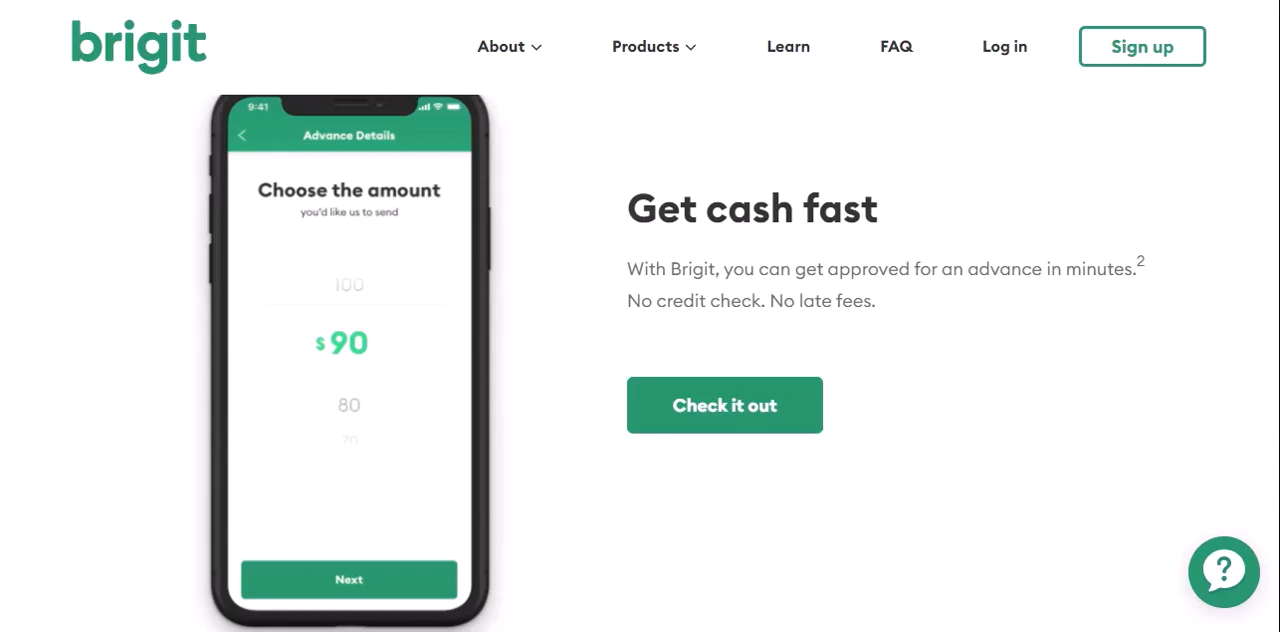 brigit
About
Products
Learn
FAQ
Log in
Sign up
9:41
Advance Details
Choose the amount
you'd like us to send
100
$ 90
80
70
Next
Get cash fast
With Brigit, you can get approved for an advance in minutes.2
No credit check. No late fees.
Check it out
?